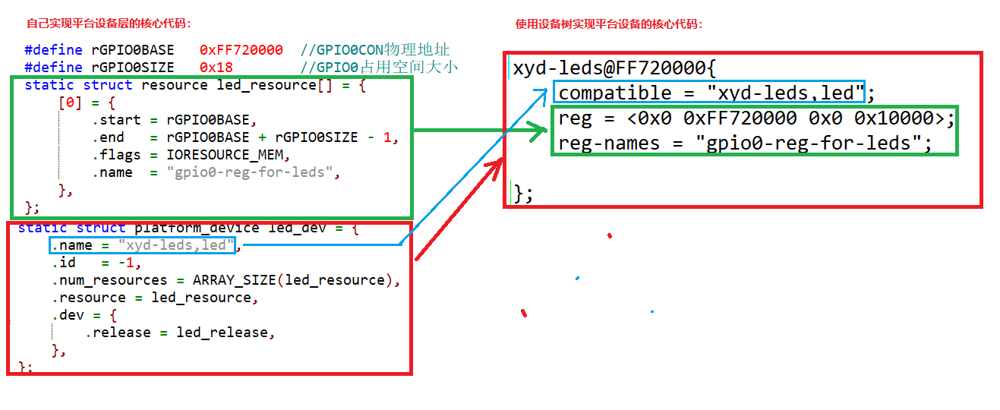 自己实现平台设备层的核心代码：
#define rGPIO0BASE   0xFF720000  //GPIO0CON物理地址
#define rGPIO0SIZE   0x18        //GPIO0占用空间大小
static struct resource led_resource[] = {
    [0] = {
        .start = rGPIO0BASE,
        .end   = rGPIO0BASE + rGPIO0SIZE - 1,
        .flags = IORESOURCE_MEM,
        .name  = "gpio0-reg-for-leds",
    },
};
static struct platform_device led_dev = {
    .name = "xyd-leds,led",
    .id   = -1,
    .num_resources = ARRAY_SIZE(led_resource),
    .resource = led_resource,
    .dev = {
        .release = led_release,
    },
};
使用设备树实现平台设备的核心代码：
xyd-leds@FF720000{
    compatible = "xyd-leds,led";
    reg = <0x0 0xFF720000 0x0 0x10000>;
    reg-names = "gpio0-reg-for-leds";
};